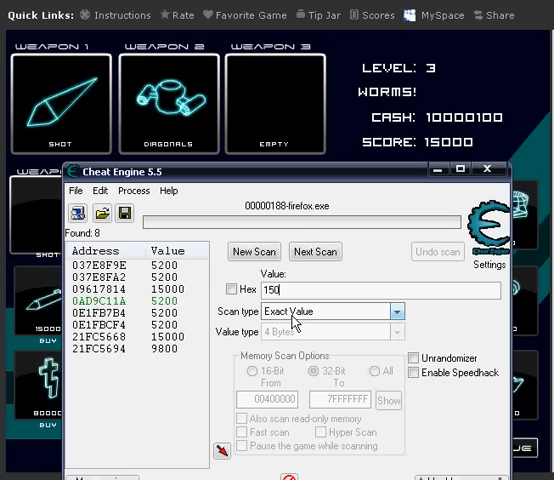 Quick Links: Instructions Rate Favorite Game Tip Jar Scores MySpace Share
WEAPON 1 WEAPON 2 WEAPON 3
SHOT DIAGONALS EMPTY
LEVEL: 3
WORMS!
CASH: 10000100
SCORE: 15000
Cheat Engine 5.5
File Edit Process Help
00000188-firefox.exe
Found: 8
Address Value
037E8F9E 5200
037E8FA2 5200
09617814 15000
0AD9C11A 5200
0E1FB7B4 5200
0E1FBCF4 5200
21FC5668 15000
21FC5694 9800
New Scan Next Scan Undo scan
Settings
Value:
Hex 150
Scan type Exact Value
Value type 4 Bytes
Memory Scan Options
16-Bit 32-Bit All
From To
00400000 7FFFFFFF Show
Also scan read-only memory
Fast scan Hyper Scan
Pause the game while scanning
Unrandomizer
Enable Speedhack
SHOT
BUY
BUY